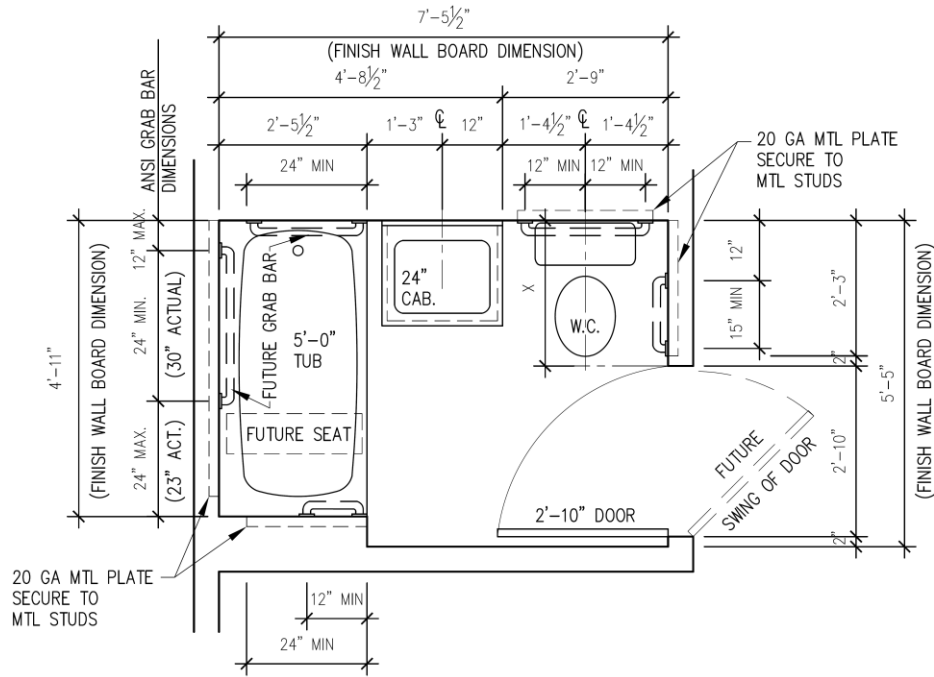 7'-5½"
(FINISH WALL BOARD DIMENSION)
4'-8½"
2'-9"
2'-5½"
1'-3"
℄
12"
1'-4½"
℄
1'-4½"
24" MIN
12" MIN
12" MIN
20 GA MTL PLATE
SECURE TO
MTL STUDS
ANSI GRAB BAR
DIMENSIONS
4'-11"
(FINISH WALL BOARD DIMENSION)
12" MAX.
24" MIN.
(30" ACTUAL)
24" MAX.
(23" ACT.)
FUTURE GRAB BAR
5'-0"
TUB
FUTURE SEAT
24"
CAB.
X
W.C.
12"
15" MIN
2'-3"
2"
2'-10"
2"
5'-5"
(FINISH WALL BOARD DIMENSION)
FUTURE
SWING OF DOOR
2'-10" DOOR
20 GA MTL PLATE
SECURE TO
MTL STUDS
12" MIN
24" MIN